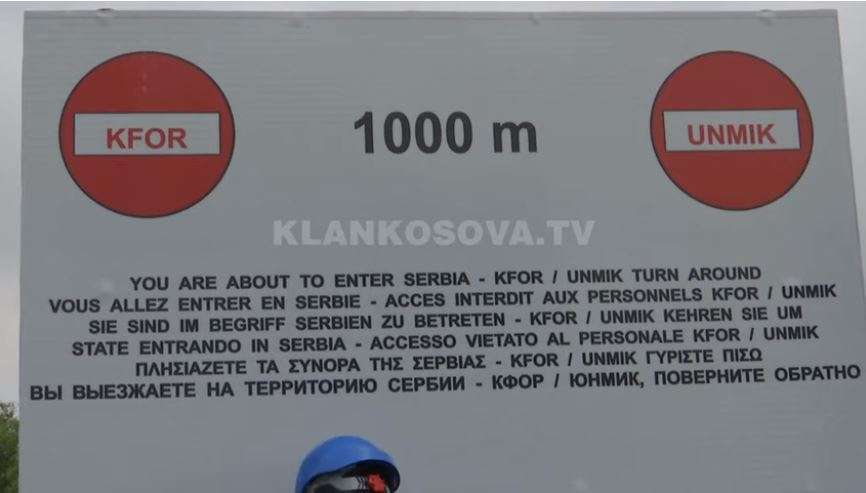 KFOR
1000 m
UNMIK
KLANKOSOVA.TV
YOU ARE ABOUT TO ENTER SERBIA - KFOR / UNMIK TURN AROUND
VOUS ALLEZ ENTRER EN SERBIE - ACCES INTERDIT AUX PERSONNELS KFOR / UNMIK
SIE SIND IM BEGRIFF SERBIEN ZU BETRETEN - KFOR / UNMIK KEHREN SIE UM
STATE ENTRANDO IN SERBIA - ACCESSO VIETATO AL PERSONALE KFOR / UNMIK
ΠΛΗΣΙΑΖΕΤΕ ΤΑ ΣΥΝΟΡΑ ΤΗΣ ΣΕΡΒΙΑΣ - KFOR / UNMIK ΓΥΡΙΣΤΕ ΠΙΣΩ
ВЫ ВЫЕЗЖАЕТЕ НА ТЕРРИТОРИЮ СЕРБИИ - КФОР / ЮНМИК, ПОВЕРНИТЕ ОБРАТНО